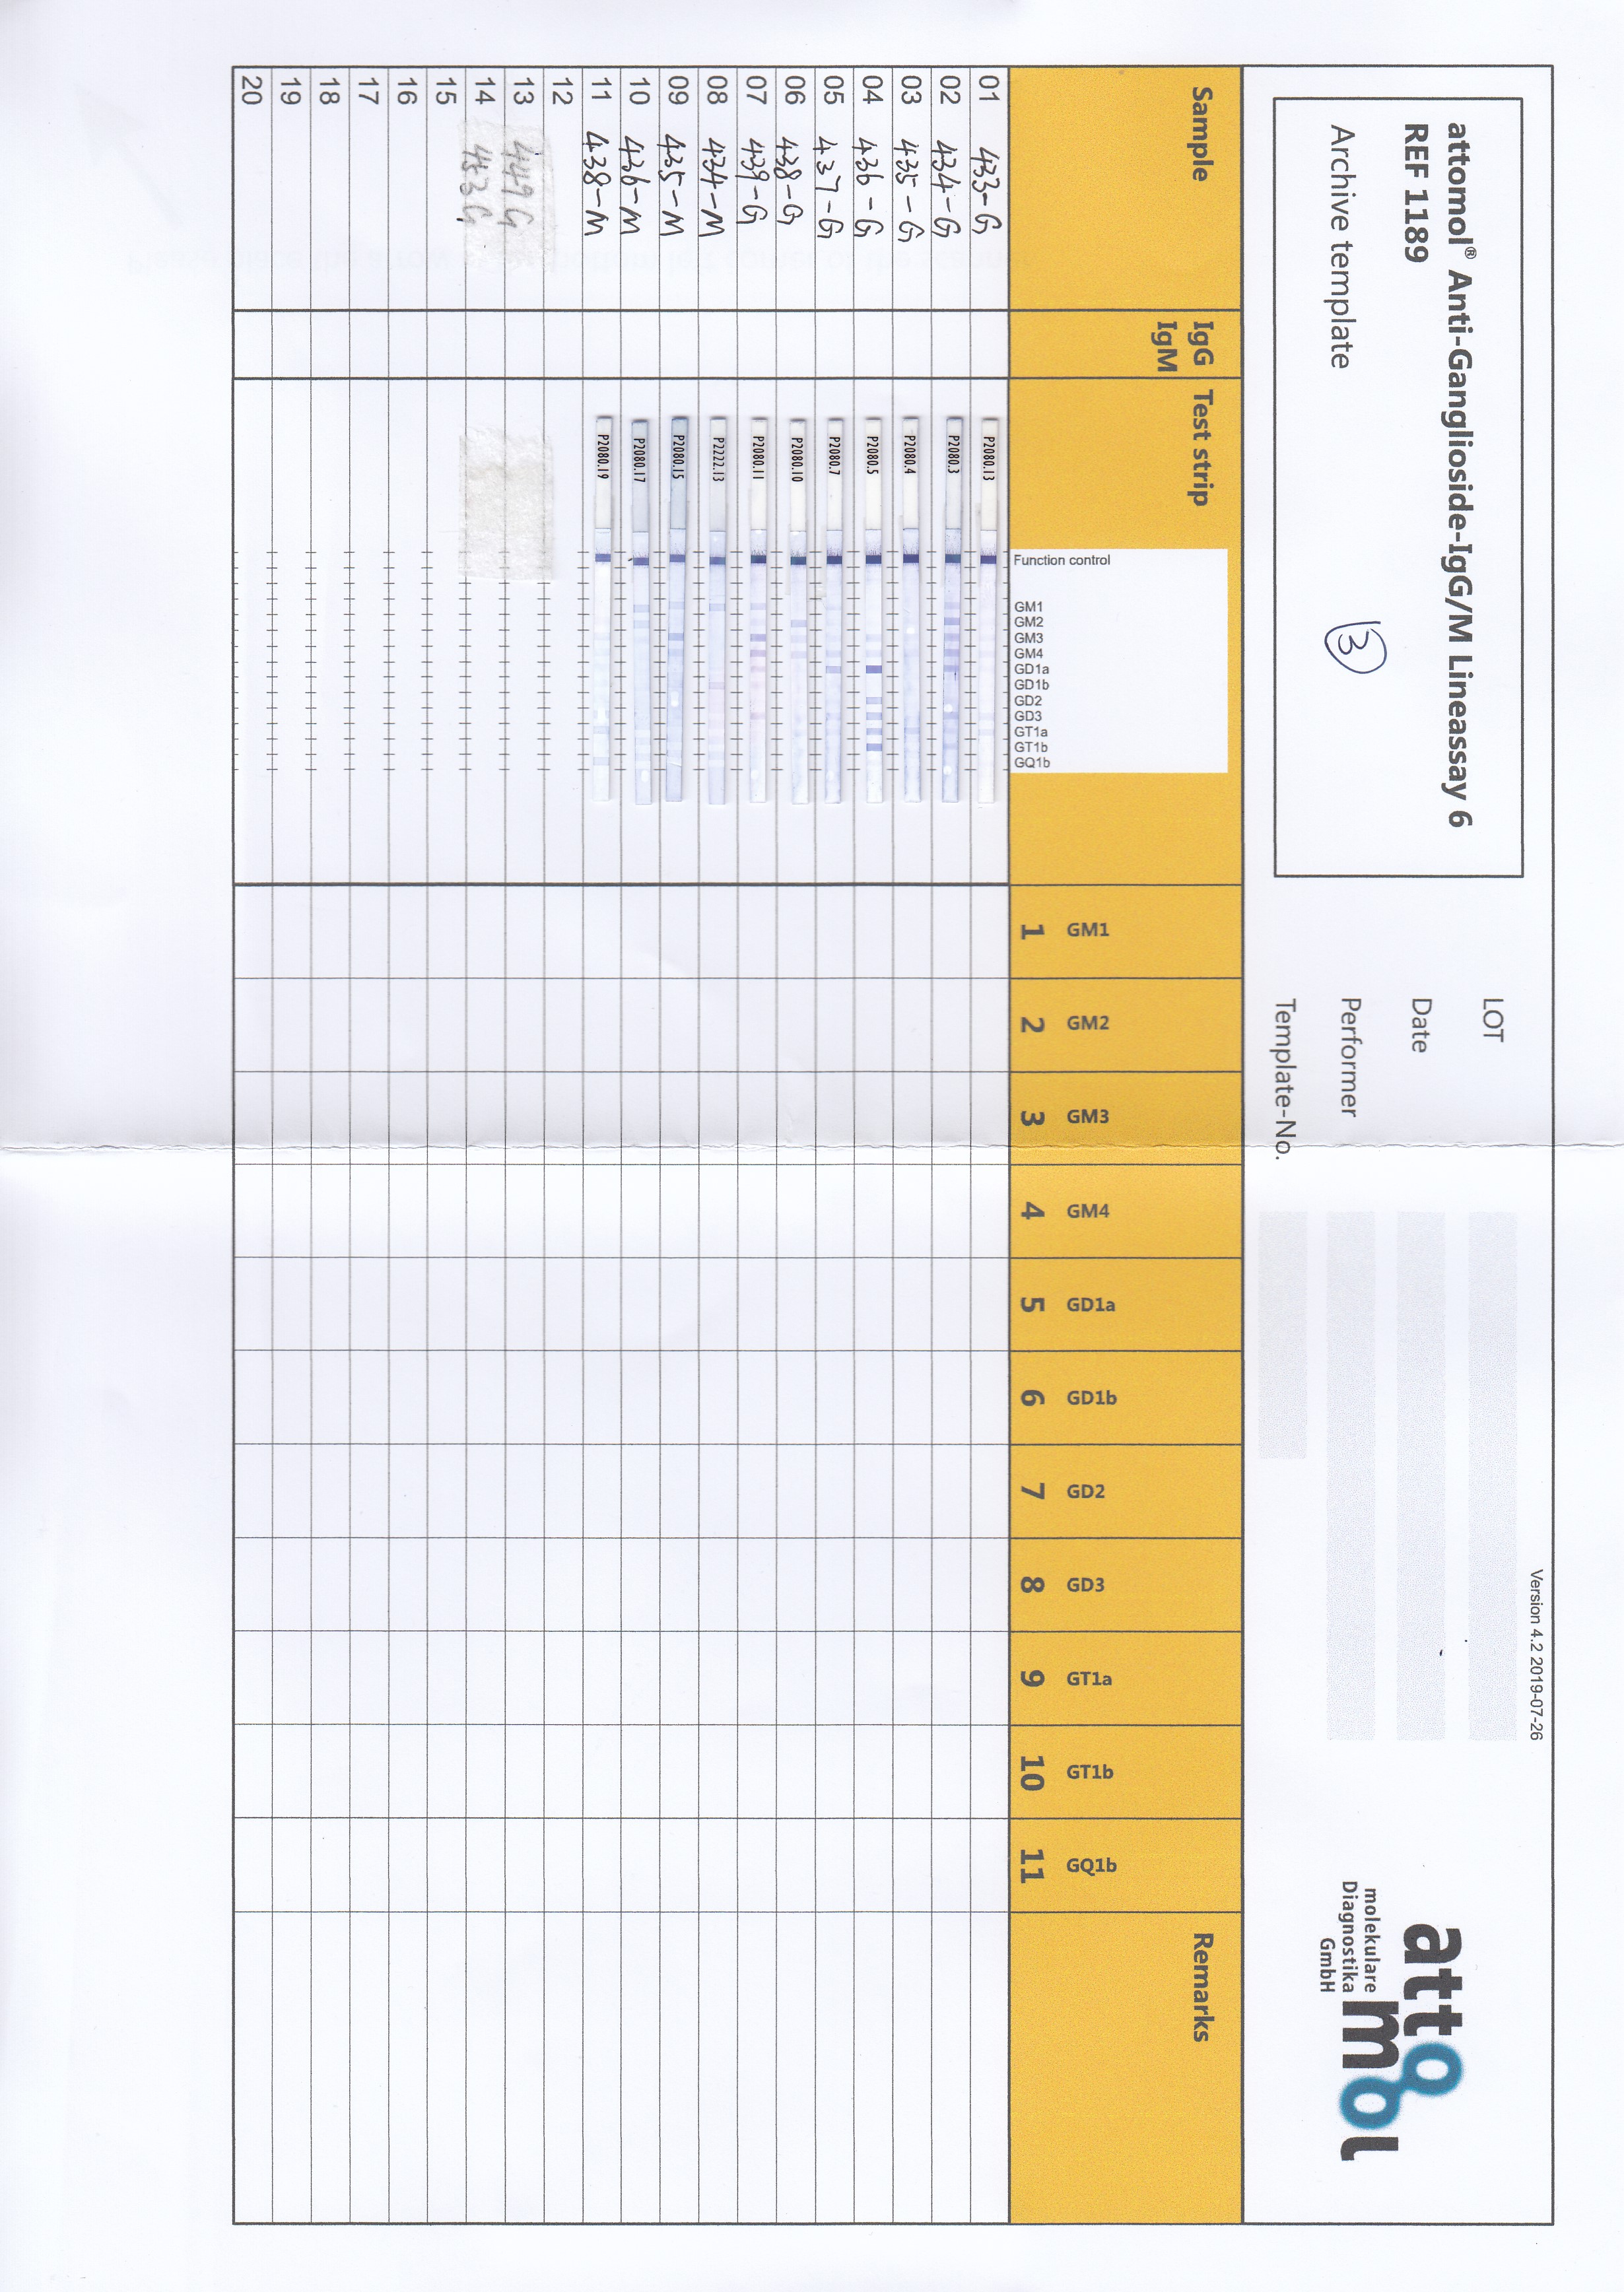 Version 4.2 2019-07-26
attomol® Anti-Ganglioside-IgG/M Lineassay 6
REF 1189
Archive template
3
LOT
Date
Performer
Template-No.
atto
mol
molekulare
Diagnostika
GmbH
Sample
IgG
IgM
Test strip
Function control
GM1
GM2
GM3
GM4
GD1a
GD1b
GD2
GD3
GT1a
GT1b
GQ1b
GM1
GM2
GM3
GM4
GD1a
GD1b
GD2
GD3
GT1a
GT1b
GQ1b
1 2 3 4 5 6 7 8 9 10 11
Remarks
01 433-G P2080.13
02 434-G P2080.3
03 435-G P2080.4
04 436-G P2080.5
05 437-G P2080.7
06 438-G P2080.10
07 439-G P2080.11
08 434-M P2222.13
09 435-M P2080.15
10 436-M P2080.17
11 438-M P2080.19
12
13 449 G
14 453 G
15
16
17
18
19
20